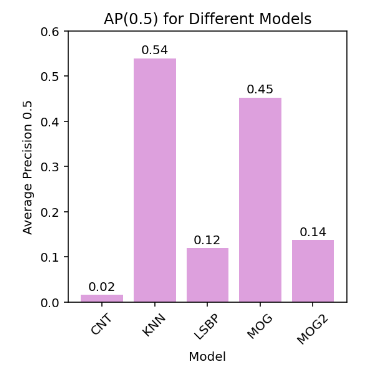 AP(0.5) for Different Models
Average Precision 0.5
0.6
0.5
0.4
0.3
0.2
0.1
0.0
0.02
0.54
0.12
0.45
0.14
CNT
KNN
LSBP
MOG
MOG2
Model